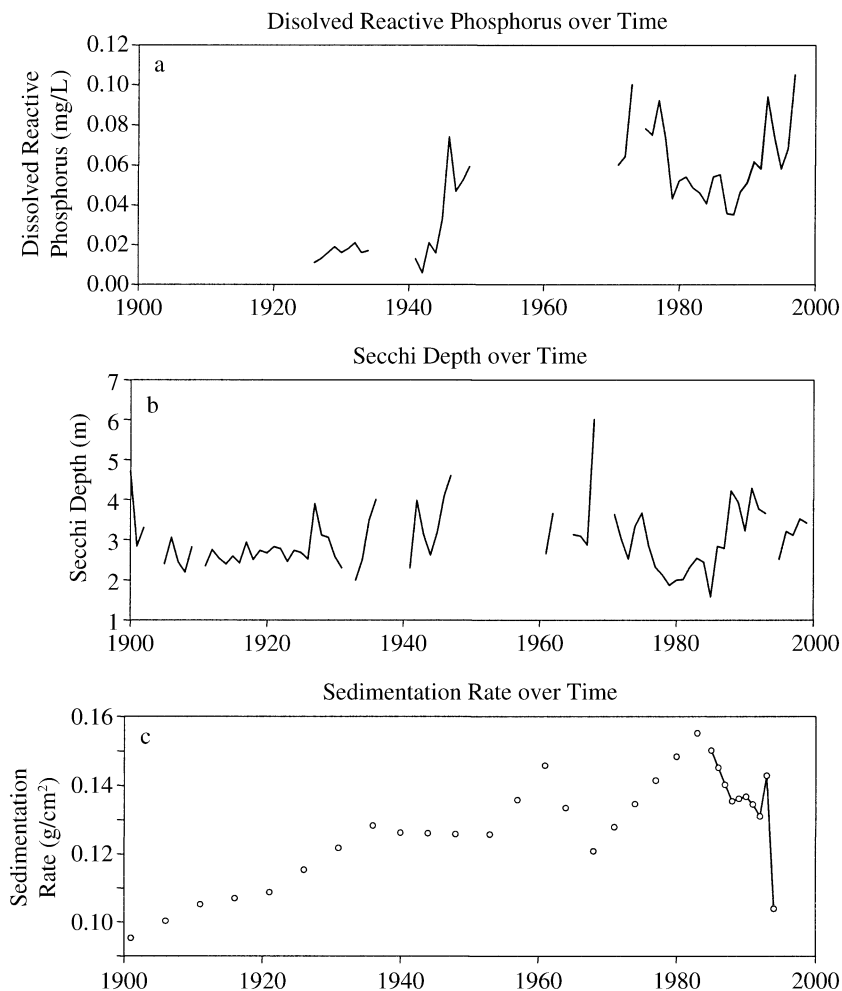 Disolved Reactive Phosphorus over Time
a
Dissolved Reactive
Phosphorus (mg/L)
0.12
0.10
0.08
0.06
0.04
0.02
0.00
1900 1920 1940 1960 1980 2000
Secchi Depth over Time
b
Secchi Depth (m)
7
6
5
4
3
2
1
1900 1920 1940 1960 1980 2000
Sedimentation Rate over Time
c
Sedimentation
Rate (g/cm²)
0.16
0.14
0.12
0.10
1900 1920 1940 1960 1980 2000